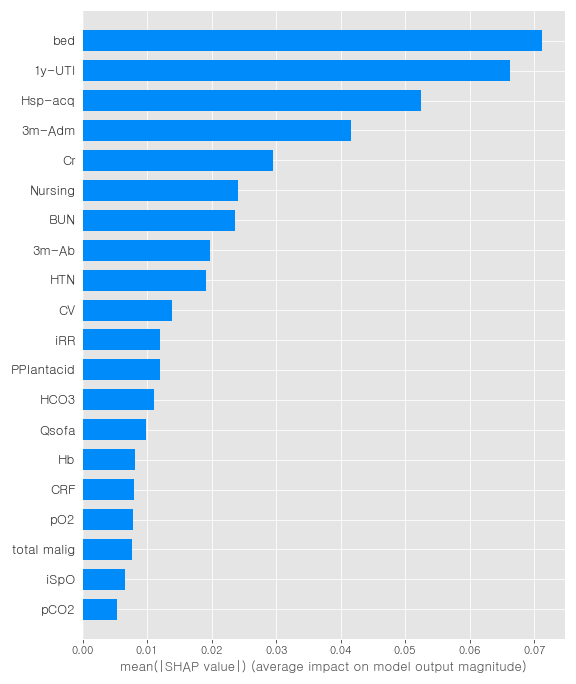 bed
1y-UTI
Hsp-acq
3m-Adm
Cr
Nursing
BUN
3m-Ab
HTN
CV
iRR
PPIantacid
HCO3
Qsofa
Hb
CRF
pO2
total malig
iSpO
pCO2
0.00 0.01 0.02 0.03 0.04 0.05 0.06 0.07
mean(|SHAP value|) (average impact on model output magnitude)